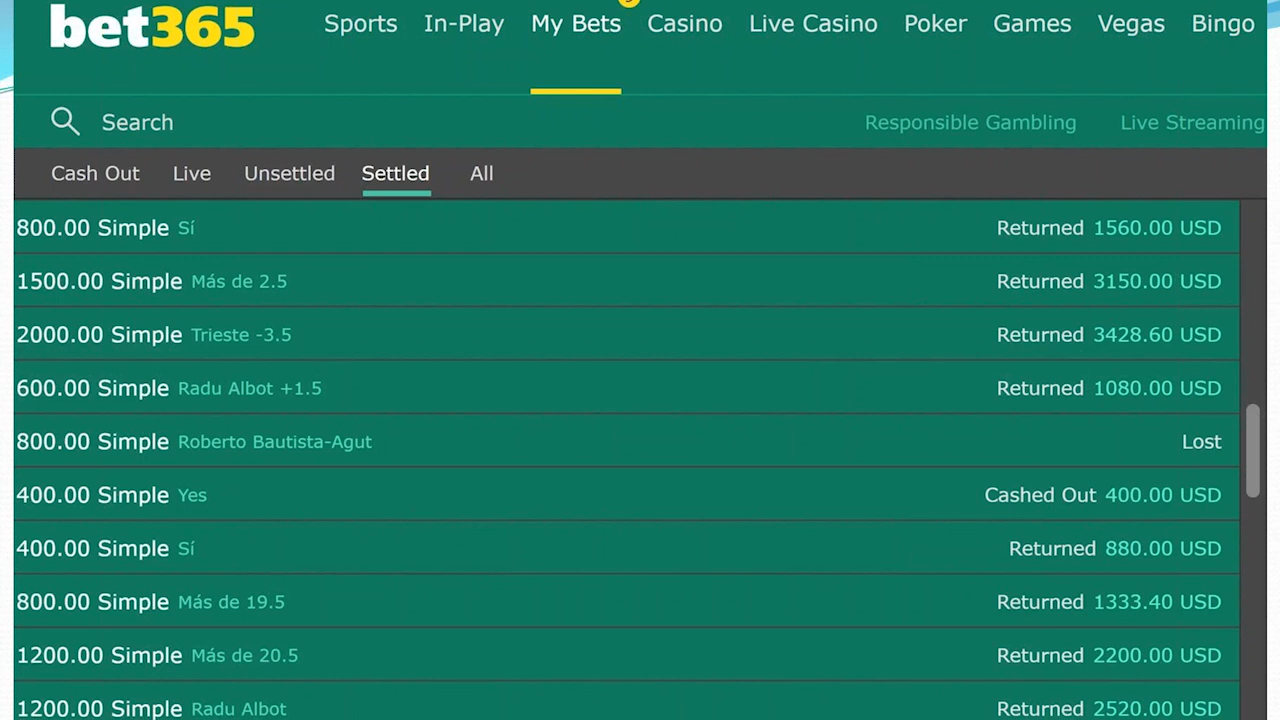 bet365 Sports In-Play My Bets Casino Live Casino Poker Games Vegas Bingo
Search Responsible Gambling Live Streaming
Cash Out Live Unsettled Settled All
800.00 Simple Sí Returned 1560.00 USD
1500.00 Simple Más de 2.5 Returned 3150.00 USD
2000.00 Simple Trieste -3.5 Returned 3428.60 USD
600.00 Simple Radu Albot +1.5 Returned 1080.00 USD
800.00 Simple Roberto Bautista-Agut Lost
400.00 Simple Yes Cashed Out 400.00 USD
400.00 Simple Sí Returned 880.00 USD
800.00 Simple Más de 19.5 Returned 1333.40 USD
1200.00 Simple Más de 20.5 Returned 2200.00 USD
1200.00 Simple Radu Albot Returned 2520.00 USD